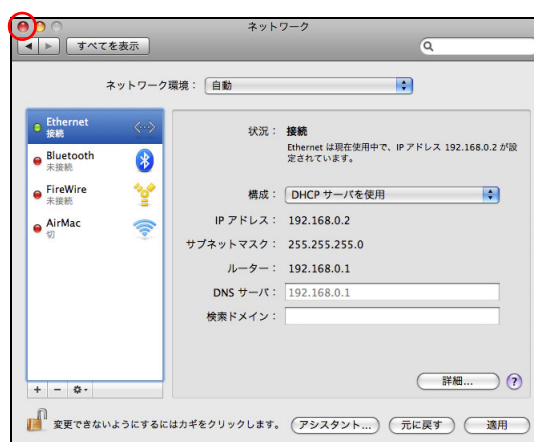 ネットワーク
すべてを表示
ネットワーク環境： 自動
Ethernet
接続
Bluetooth
未接続
FireWire
未接続
AirMac
切
状況： 接続
Ethernet は現在使用中で、IP アドレス 192.168.0.2 が設
定されています。
構成： DHCP サーバを使用
IP アドレス： 192.168.0.2
サブネットマスク： 255.255.255.0
ルーター： 192.168.0.1
DNS サーバ： 192.168.0.1
検索ドメイン：
詳細... ?
+ −
変更できないようにするにはカギをクリックします。 アシスタント... 元に戻す 適用